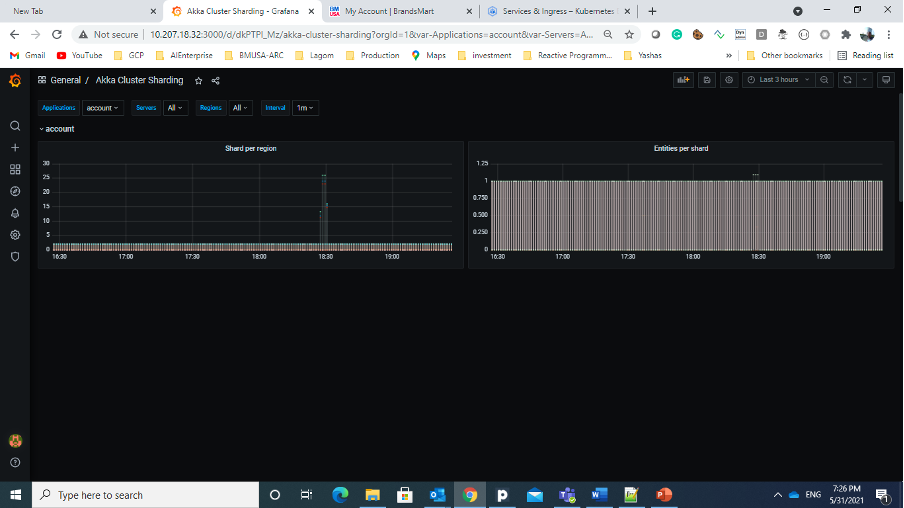 New Tab
Akka Cluster Sharding - Grafana
My Account | BrandsMart
Services & Ingress – Kubernetes
Not secure | 10.207.18.32:3000/d/dkPTPI_Mz/akka-cluster-sharding?orgId=1&var-Applications=account&var-Servers=A...
Gmail YouTube GCP AIEnterprise BMUSA-ARC Lagom Production Maps investment Reactive Programm... Yashas » Other bookmarks Reading list
General / Akka Cluster Sharding
Last 3 hours
Applications account Servers All Regions All Interval 1m
account
Shard per region
30
25
20
15
10
5
0
16:30 17:00 17:30 18:00 18:30 19:00
Entities per shard
1.25
1
0.750
0.500
0.250
0
16:30 17:00 17:30 18:00 18:30 19:00
Type here to search
ENG
7:26 PM
5/31/2021
1